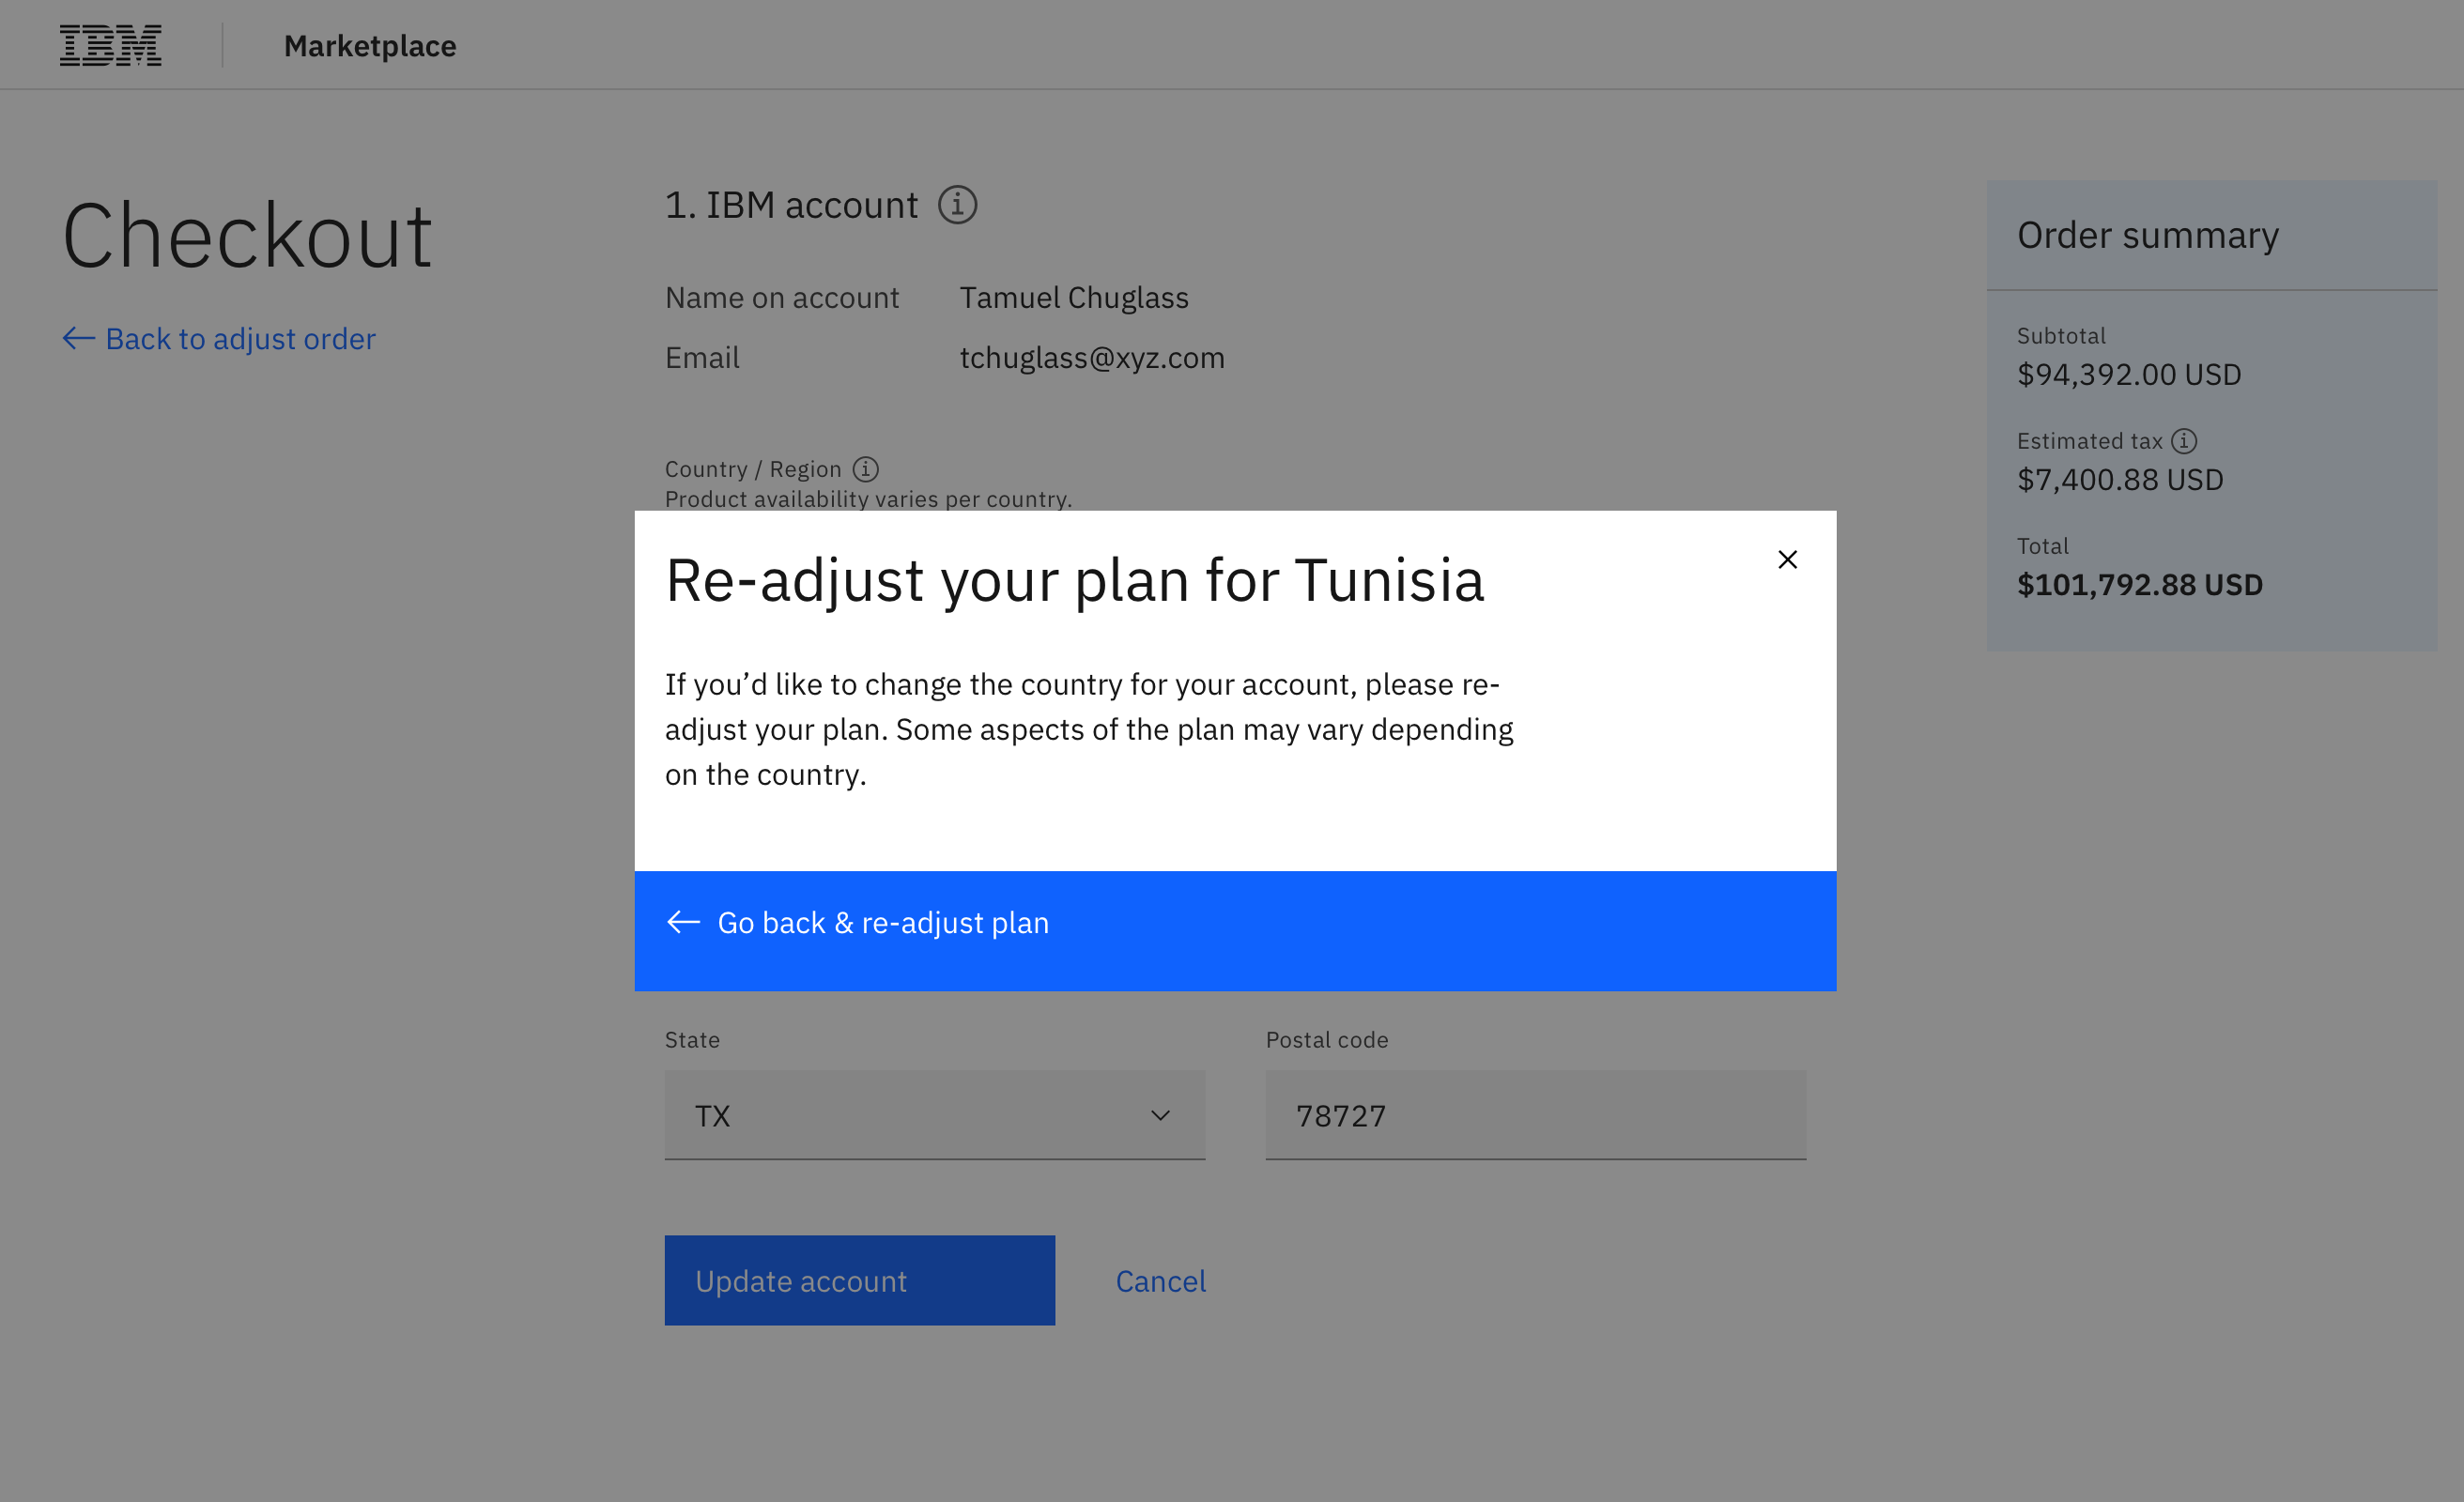 IBM
Marketplace
Checkout
Back to adjust order
1. IBM account
Name on account Tamuel Chuglass
Email tchuglass@xyz.com
Country / Region
Product availability varies per country.
Re-adjust your plan for Tunisia
If you’d like to change the country for your account, please re-
adjust your plan. Some aspects of the plan may vary depending
on the country.
Go back & re-adjust plan
State
TX
Postal code
78727
Update account
Cancel
Order summary
Subtotal
$94,392.00 USD
Estimated tax
$7,400.88 USD
Total
$101,792.88 USD